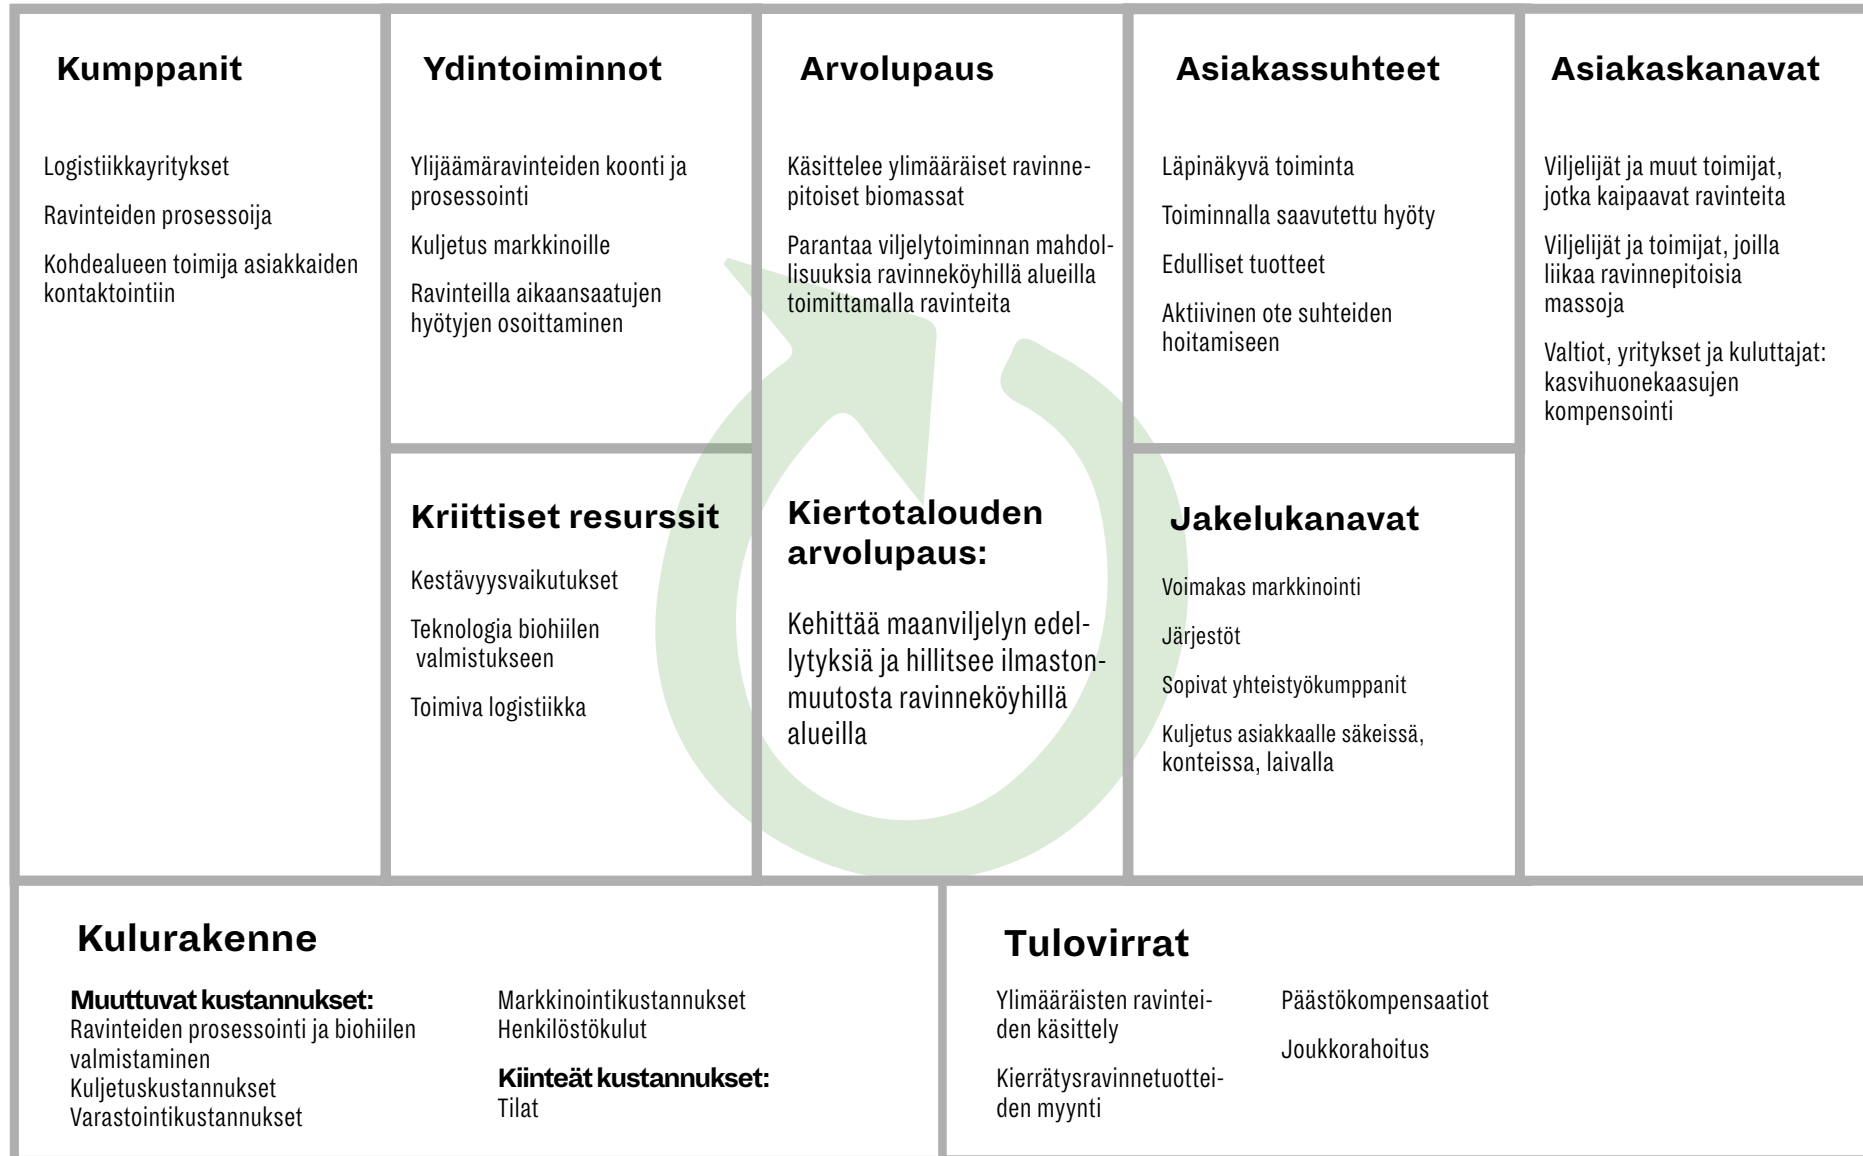 Kumppanit
Logistiikkayritykset
Ravinteiden prosessoija
Kohdealueen toimija asiakkaiden
kontaktointiin
Ydintoiminnot
Ylijäämäravinteiden koonti ja
prosessointi
Kuljetus markkinoille
Ravinteilla aikaansaatujen
hyötyjen osoittaminen
Kriittiset resurssit
Kestävyysvaikutukset
Teknologia biohiilen
valmistukseen
Toimiva logistiikka
Arvolupaus
Käsittelee ylimääräiset ravinne-
pitoiset biomassat
Parantaa viljelytoiminnan mahdol-
lisuuksia ravinneköyhillä alueilla
toimittamalla ravinteita
Kiertotalouden
arvolupaus:
Kehittää maanviljelyn edel-
lytyksiä ja hillitsee ilmaston-
muutosta ravinneköyhillä
alueilla
Asiakassuhteet
Läpinäkyvä toiminta
Toiminnalla saavutettu hyöty
Edulliset tuotteet
Aktiivinen ote suhteiden
hoitamiseen
Jakelukanavat
Voimakas markkinointi
Järjestöt
Sopivat yhteistyökumppanit
Kuljetus asiakkaalle säkeissä,
konteissa, laivalla
Asiakaskanavat
Viljelijät ja muut toimijat,
jotka kaipaavat ravinteita
Viljelijät ja toimijat, joilla
liikaa ravinnepitoisia
massoja
Valtiot, yritykset ja kuluttajat:
kasvihuonekaasujen
kompensointi
Kulurakenne
Muuttuvat kustannukset:
Ravinteiden prosessointi ja biohiilen
valmistaminen
Kuljetuskustannukset
Varastointikustannukset
Markkinointikustannukset
Henkilöstökulut
Kiinteät kustannukset:
Tilat
Tulovirrat
Ylimääräisten ravintei-
den käsittely
Kierrätysravinnetuottei-
den myynti
Päästökompensaatiot
Joukkorahoitus